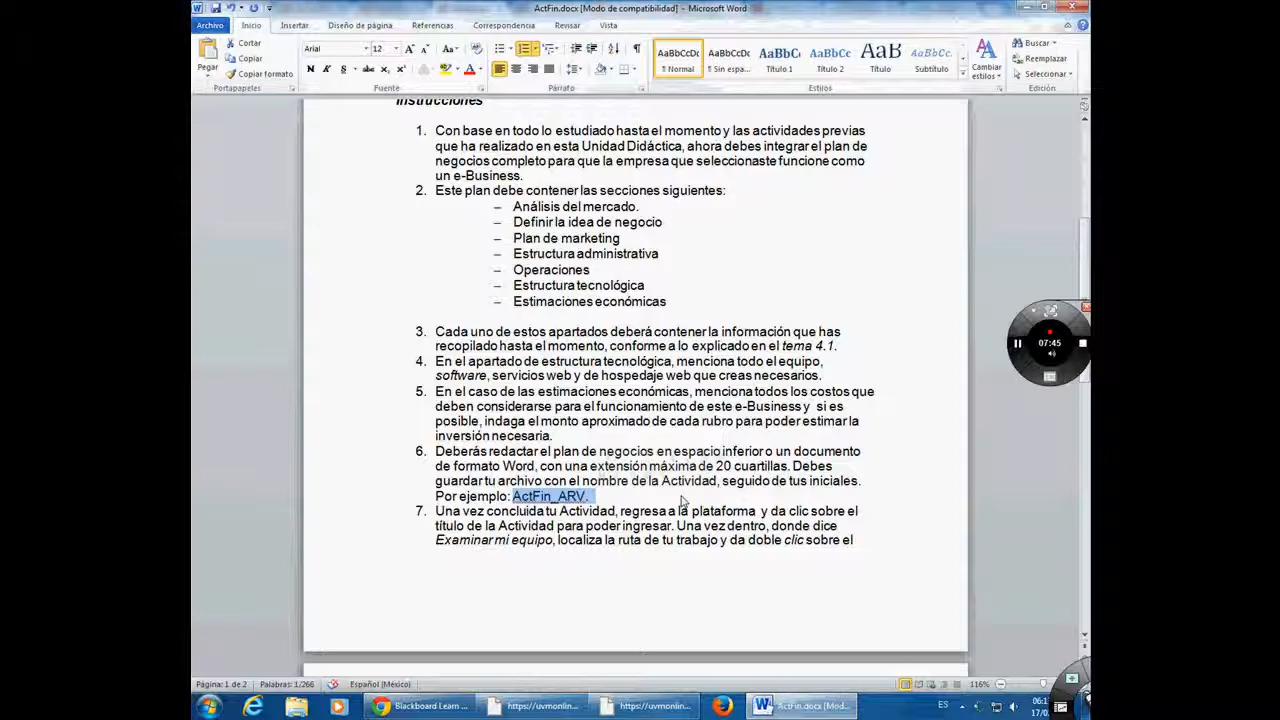 ActFin.docx [Modo de compatibilidad] - Microsoft Word
Archivo Inicio Insertar Diseño de página Referencias Correspondencia Revisar Vista
Pegar
Cortar
Copiar
Copiar formato
Portapapeles
Arial 12
Fuente
Párrafo
AaBbCcDc AaBbCcDc AaBbC AaBbCc AaB AaBbCc.
¶ Normal ¶ Sin espa... Título 1 Título 2 Título Subtítulo
Cambiar estilos
Estilos
Buscar
Reemplazar
Seleccionar
Edición
Instrucciones
1. Con base en todo lo estudiado hasta el momento y las actividades previas
que ha realizado en esta Unidad Didáctica, ahora debes integrar el plan de
negocios completo para que la empresa que seleccionaste funcione como
un e-Business.
2. Este plan debe contener las secciones siguientes:
– Análisis del mercado.
– Definir la idea de negocio
– Plan de marketing
– Estructura administrativa
– Operaciones
– Estructura tecnológica
– Estimaciones económicas
3. Cada uno de estos apartados deberá contener la información que has
recopilado hasta el momento, conforme a lo explicado en el tema 4.1.
4. En el apartado de estructura tecnológica, menciona todo el equipo,
software, servicios web y de hospedaje web que creas necesarios.
5. En el caso de las estimaciones económicas, menciona todos los costos que
deben considerarse para el funcionamiento de este e-Business y si es
posible, indaga el monto aproximado de cada rubro para poder estimar la
inversión necesaria.
6. Deberás redactar el plan de negocios en espacio inferior o un documento
de formato Word, con una extensión máxima de 20 cuartillas. Debes
guardar tu archivo con el nombre de la Actividad, seguido de tus iniciales.
Por ejemplo: ActFin_ARV.
7. Una vez concluida tu Actividad, regresa a la plataforma y da clic sobre el
título de la Actividad para poder ingresar. Una vez dentro, donde dice
Examinar mi equipo, localiza la ruta de tu trabajo y da doble clic sobre el
07:45
Página: 1 de 2 Palabras: 1/266 Español (México) 116%
Blackboard Learn ... https://uvmonlin... https://uvmonlin... ActFin.docx [Mod... ES